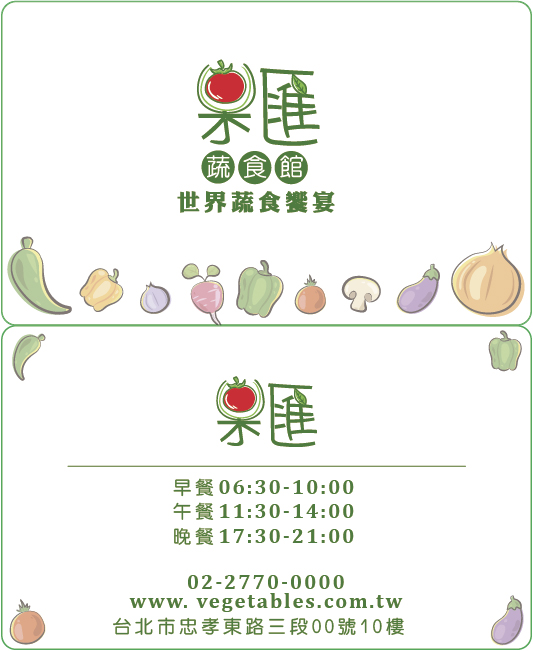 果匯
蔬食館
世界蔬食饗宴
果匯
早餐06:30-10:00
午餐11:30-14:00
晚餐17:30-21:00
02-2770-0000
www. vegetables.com.tw
台北市忠孝東路三段00號10樓